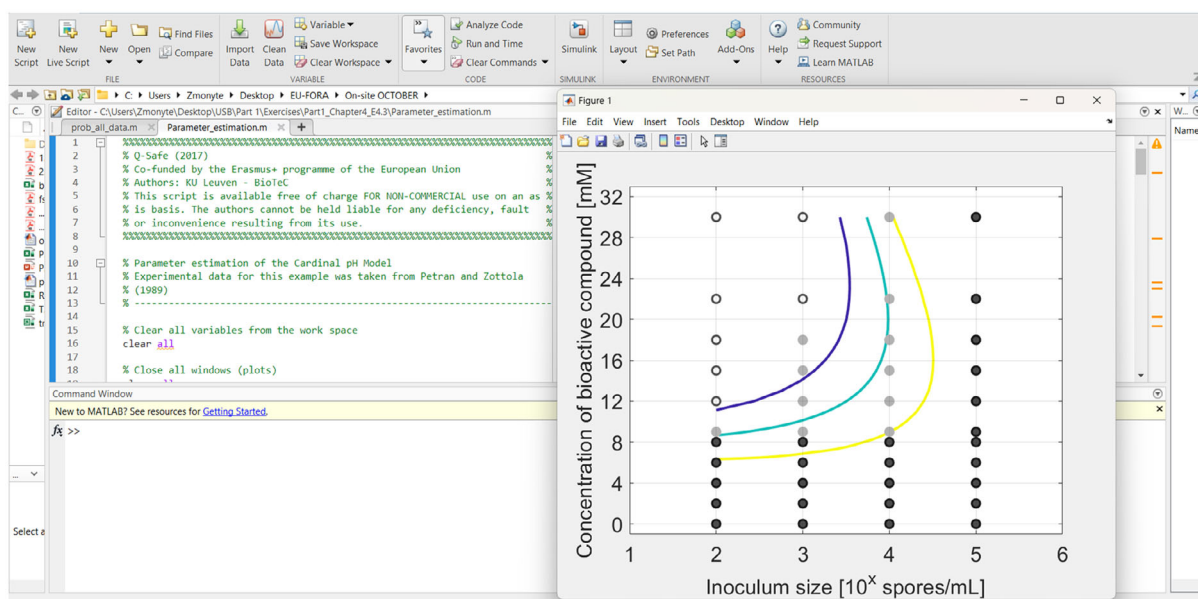 New Script
New Live Script
New
Open
Find Files
Compare
FILE
Import Data
Clean Data
Variable
Save Workspace
Clear Workspace
VARIABLE
Favorites
Analyze Code
Run and Time
Clear Commands
CODE
Simulink
SIMULINK
Layout
Preferences
Set Path
Add-Ons
ENVIRONMENT
Help
Community
Request Support
Learn MATLAB
RESOURCES
C: Users Zmonyte Desktop EU-FORA On-site OCTOBER
C...
Editor - C:\Users\Zmonyte\Desktop\USB\Part 1\Exercises\Part1_Chapter4_E4.3\Parameter_estimation.m
W...
Name
prob_all_data.m Parameter_estimation.m
1
2 % Q-Safe (2017) %
3 % Co-funded by the Erasmus+ programme of the European Union %
4 % Authors: KU Leuven - BioTeC %
5 % This script is available free of charge FOR NON-COMMERCIAL use on an as %
6 % is basis. The authors cannot be held liable for any deficiency, fault %
7 % or inconvenience resulting from its use. %
8
9
10 % Parameter estimation of the Cardinal pH Model
11 % Experimental data for this example was taken from Petran and Zottola
12 % (1989)
13 % ----------------------------------------------------------------------
14
15 % Clear all variables from the work space
16 clear all
17
18 % Close all windows (plots)
Command Window
New to MATLAB? See resources for Getting Started.
fx >>
Select a
Figure 1
File Edit View Insert Tools Desktop Window Help
Concentration of bioactive compound [mM]
32
28
24
20
16
12
8
4
0
1 2 3 4 5 6
Inoculum size [10^x spores/mL]